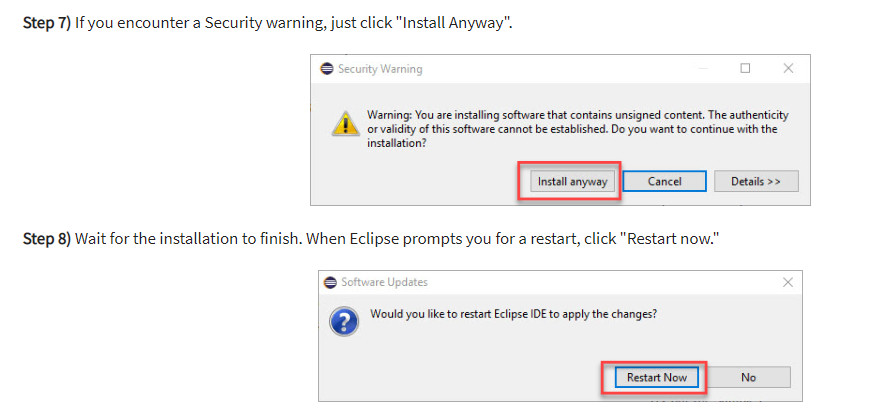 Step 7) If you encounter a Security warning, just click "Install Anyway".
Security Warning
Warning: You are installing software that contains unsigned content. The authenticity
or validity of this software cannot be established. Do you want to continue with the
installation?
Install anyway
Cancel
Details >>
Step 8) Wait for the installation to finish. When Eclipse prompts you for a restart, click "Restart now."
Software Updates
Would you like to restart Eclipse IDE to apply the changes?
Restart Now
No